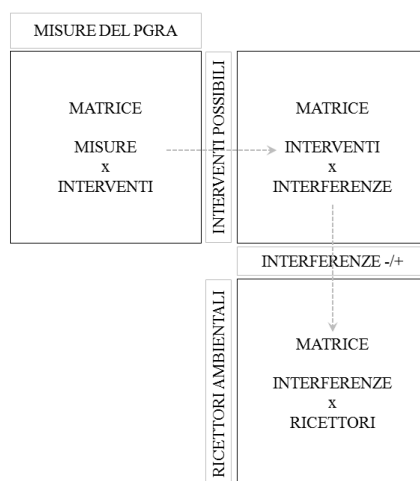 MISURE DEL PGRA
MATRICE
MISURE
x
INTERVENTI
INTERVENTI POSSIBILI
MATRICE
INTERVENTI
x
INTERFERENZE
INTERFERENZE -/+
RICETTORI AMBIENTALI
MATRICE
INTERFERENZE
x
RICETTORI